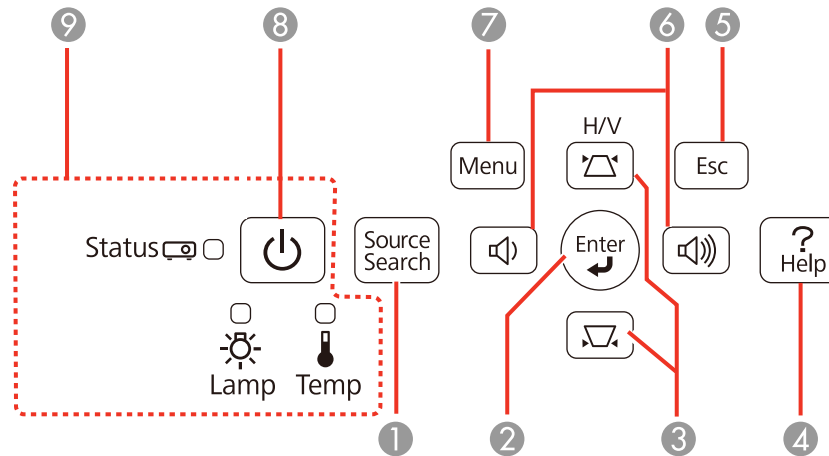 9 8 7 6 5
H/V
Menu
Esc
Status
Source
Search
Enter
?
Help
Lamp Temp
1 2 3 4